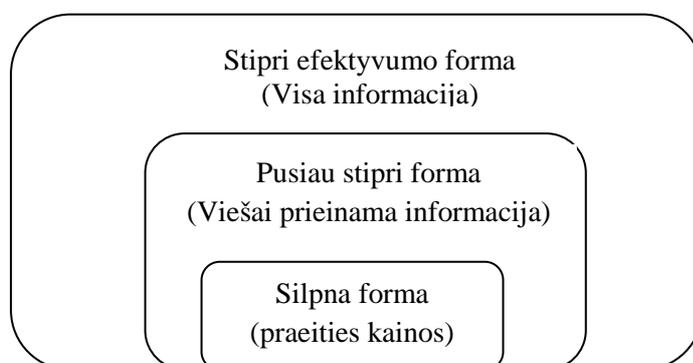 Stipri efektyvumo forma
(Visa informacija)
Pusiau stipri forma
(Viešai prieinama informacija)
Silpna forma
(praeities kainos)